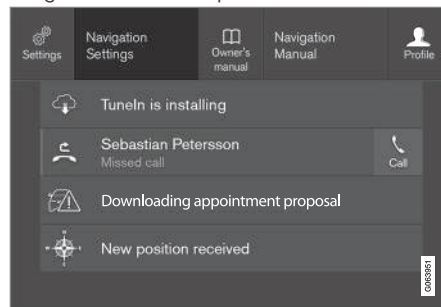 Settings
Navigation
Settings
Owner's
manual
Navigation
Manual
Profile
TuneIn is installing
Sebastian Petersson
Missed call
Call
Downloading appointment proposal
New position received
G063951